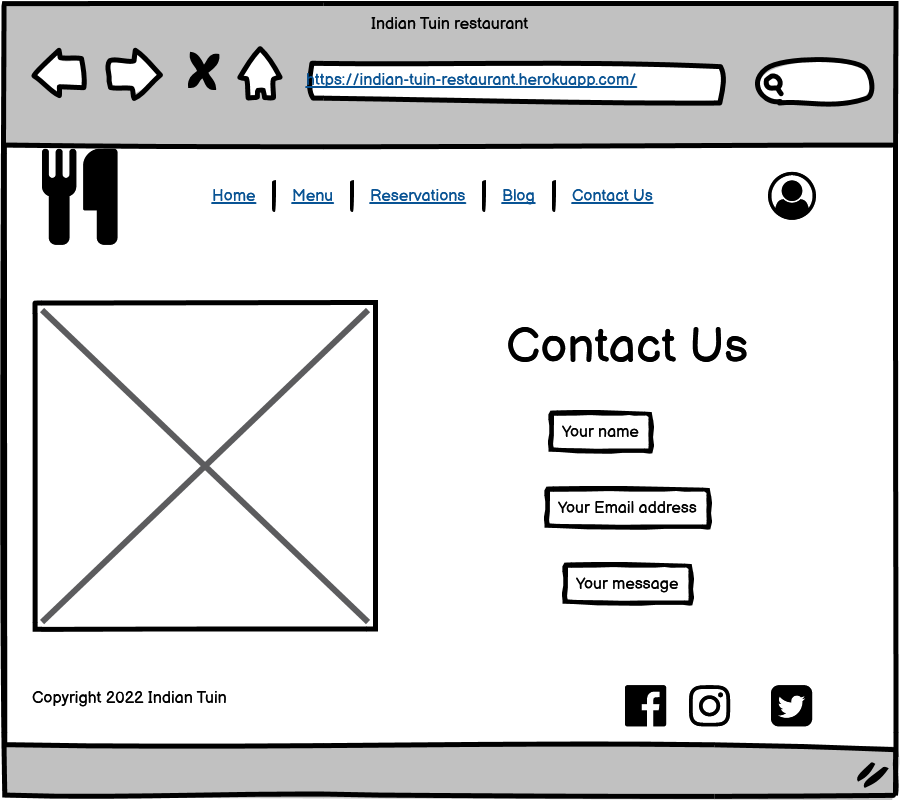 Indian Tuin restaurant
https://indian-tuin-restaurant.herokuapp.com/
Home Menu Reservations Blog Contact Us
Contact Us
Your name
Your Email address
Your message
Copyright 2022 Indian Tuin